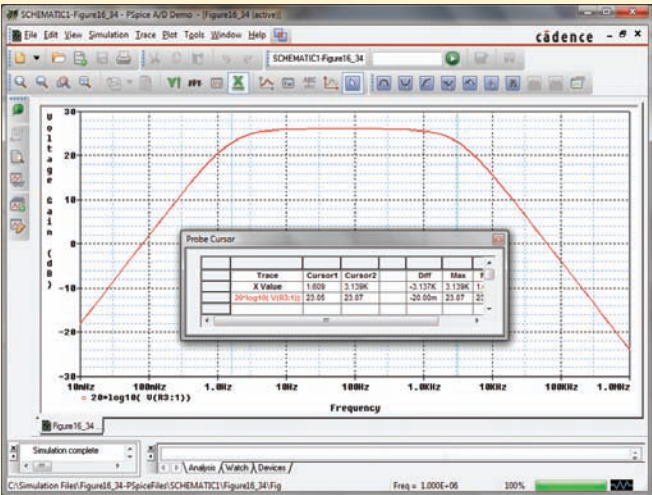 SCHEMATIC1-Figure16_34 - PSpice A/D Demo - [Figure16_34 (active)]
File Edit View Simulation Trace Plot Tools Window Help
cādence
SCHEMATIC1-Figure16_34
Voltage Gain (dB)
30
20
10
0
-10
-20
-30
Probe Cursor
Trace Cursor1 Cursor2 Diff Max
X Value 1.609 3.139K -3.137K 3.139K
20*log10( V(R3:1)) 23.05 23.07 -20.00m 23.07
10mHz 100mHz 1.0Hz 10Hz 100Hz 1.0KHz 10KHz 100KHz 1.0MHz
20*log10( V(R3:1))
Frequency
Figure16_34
Simulation complete
Analysis Watch Devices
C:\Simulation Files\Figure16_34-PSpiceFiles\SCHEMATIC1\Figure16_34\Fig
Freq = 1.000E+06 100%